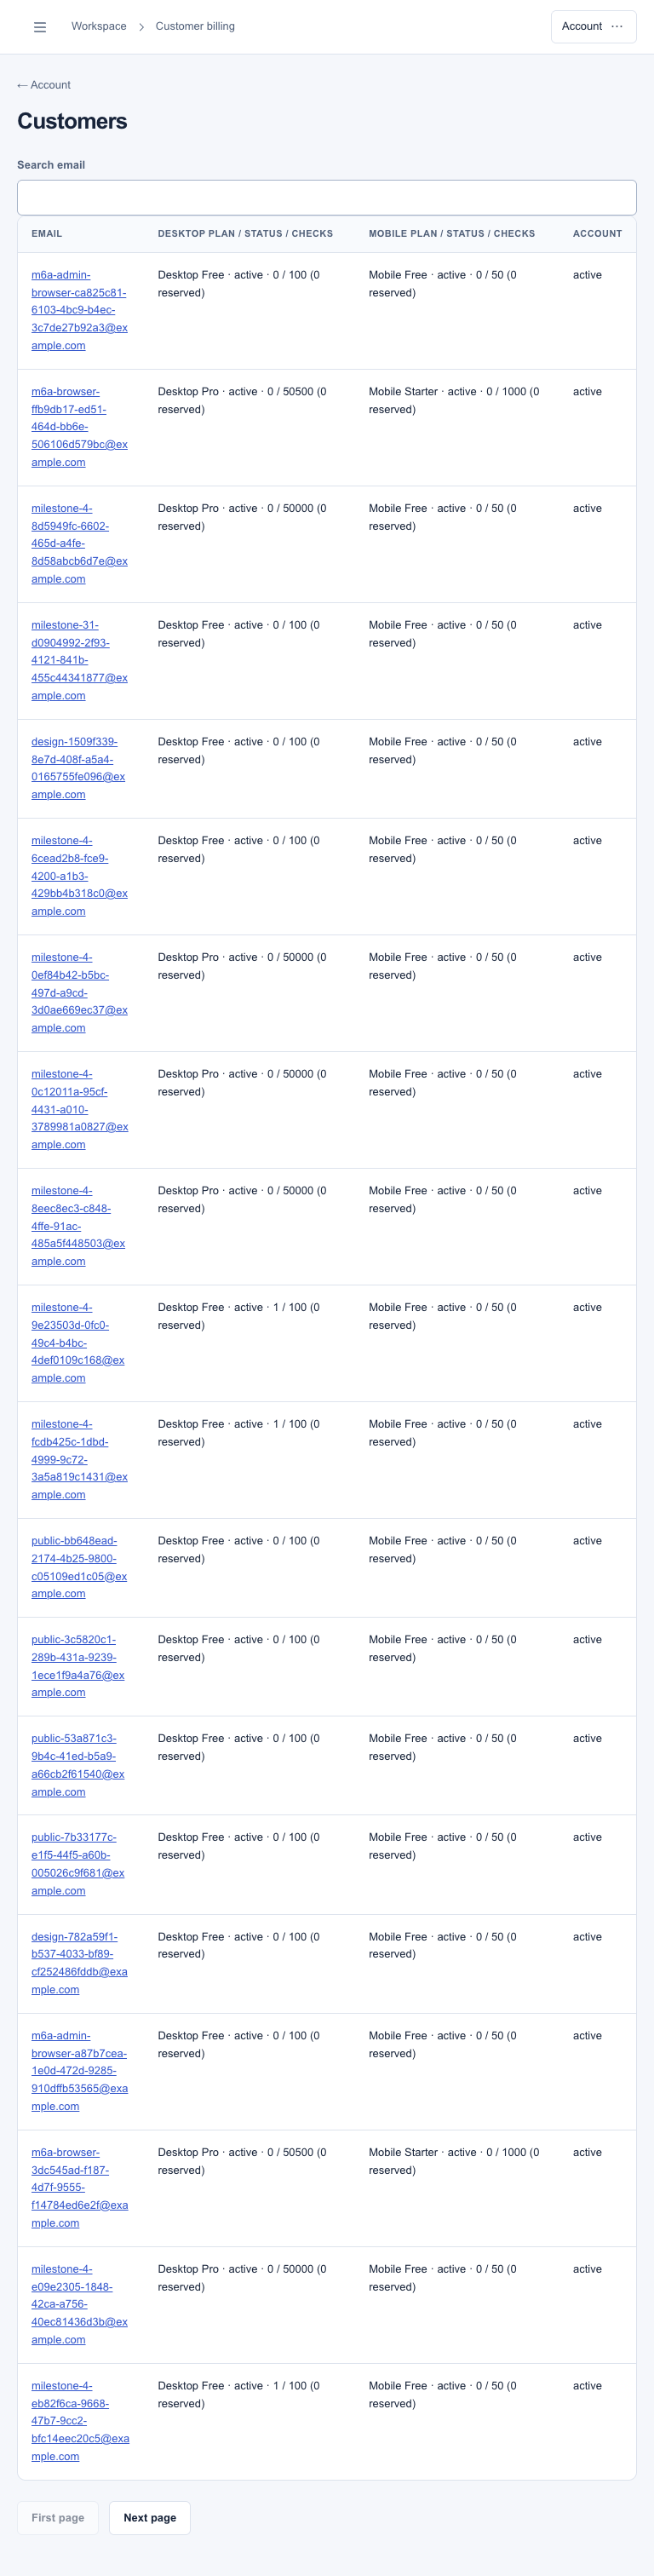 Workspace > Customer billing
Account ···
← Account
Customers
Search email
EMAIL DESKTOP PLAN / STATUS / CHECKS MOBILE PLAN / STATUS / CHECKS ACCOUNT
m6a-admin- Desktop Free · active · 0 / 100 (0 Mobile Free · active · 0 / 50 (0 active
browser-ca825c81- reserved) reserved)
6103-4bc9-b4ec-
3c7de27b92a3@ex
ample.com
m6a-browser- Desktop Pro · active · 0 / 50500 (0 Mobile Starter · active · 0 / 1000 (0 active
ffb9db17-ed51- reserved) reserved)
464d-bb6e-
506106d579bc@ex
ample.com
milestone-4- Desktop Pro · active · 0 / 50000 (0 Mobile Free · active · 0 / 50 (0 active
8d5949fc-6602- reserved) reserved)
465d-a4fe-
8d58abcb6d7e@ex
ample.com
milestone-31- Desktop Free · active · 0 / 100 (0 Mobile Free · active · 0 / 50 (0 active
d0904992-2f93- reserved) reserved)
4121-841b-
455c44341877@ex
ample.com
design-1509f339- Desktop Free · active · 0 / 100 (0 Mobile Free · active · 0 / 50 (0 active
8e7d-408f-a5a4- reserved) reserved)
0165755fe096@ex
ample.com
milestone-4- Desktop Free · active · 0 / 100 (0 Mobile Free · active · 0 / 50 (0 active
6cead2b8-fce9- reserved) reserved)
4200-a1b3-
429bb4b318c0@ex
ample.com
milestone-4- Desktop Pro · active · 0 / 50000 (0 Mobile Free · active · 0 / 50 (0 active
0ef84b42-b5bc- reserved) reserved)
497d-a9cd-
3d0ae669ec37@ex
ample.com
milestone-4- Desktop Pro · active · 0 / 50000 (0 Mobile Free · active · 0 / 50 (0 active
0c12011a-95cf- reserved) reserved)
4431-a010-
3789981a0827@ex
ample.com
milestone-4- Desktop Pro · active · 0 / 50000 (0 Mobile Free · active · 0 / 50 (0 active
8eec8ec3-c848- reserved) reserved)
4ffe-91ac-
485a5f448503@ex
ample.com
milestone-4- Desktop Free · active · 1 / 100 (0 Mobile Free · active · 0 / 50 (0 active
9e23503d-0fc0- reserved) reserved)
49c4-b4bc-
4def0109c168@ex
ample.com
milestone-4- Desktop Free · active · 1 / 100 (0 Mobile Free · active · 0 / 50 (0 active
fcdb425c-1dbd- reserved) reserved)
4999-9c72-
3a5a819c1431@ex
ample.com
public-bb648ead- Desktop Free · active · 0 / 100 (0 Mobile Free · active · 0 / 50 (0 active
2174-4b25-9800- reserved) reserved)
c05109ed1c05@ex
ample.com
public-3c5820c1- Desktop Free · active · 0 / 100 (0 Mobile Free · active · 0 / 50 (0 active
289b-431a-9239- reserved) reserved)
1ece1f9a4a76@ex
ample.com
public-53a871c3- Desktop Free · active · 0 / 100 (0 Mobile Free · active · 0 / 50 (0 active
9b4c-41ed-b5a9- reserved) reserved)
a66cb2f61540@ex
ample.com
public-7b33177c- Desktop Free · active · 0 / 100 (0 Mobile Free · active · 0 / 50 (0 active
e1f5-44f5-a60b- reserved) reserved)
005026c9f681@ex
ample.com
design-782a59f1- Desktop Free · active · 0 / 100 (0 Mobile Free · active · 0 / 50 (0 active
b537-4033-bf89- reserved) reserved)
cf252486fddb@exa
mple.com
m6a-admin- Desktop Free · active · 0 / 100 (0 Mobile Free · active · 0 / 50 (0 active
browser-a87b7cea- reserved) reserved)
1e0d-472d-9285-
910dffb53565@exa
mple.com
m6a-browser- Desktop Pro · active · 0 / 50500 (0 Mobile Starter · active · 0 / 1000 (0 active
3dc545ad-f187- reserved) reserved)
4d7f-9555-
f14784ed6e2f@exa
mple.com
milestone-4- Desktop Pro · active · 0 / 50000 (0 Mobile Free · active · 0 / 50 (0 active
e09e2305-1848- reserved) reserved)
42ca-a756-
40ec81436d3b@ex
ample.com
milestone-4- Desktop Free · active · 1 / 100 (0 Mobile Free · active · 0 / 50 (0 active
eb82f6ca-9668- reserved) reserved)
47b7-9cc2-
bfc14eec20c5@exa
mple.com
First page Next page